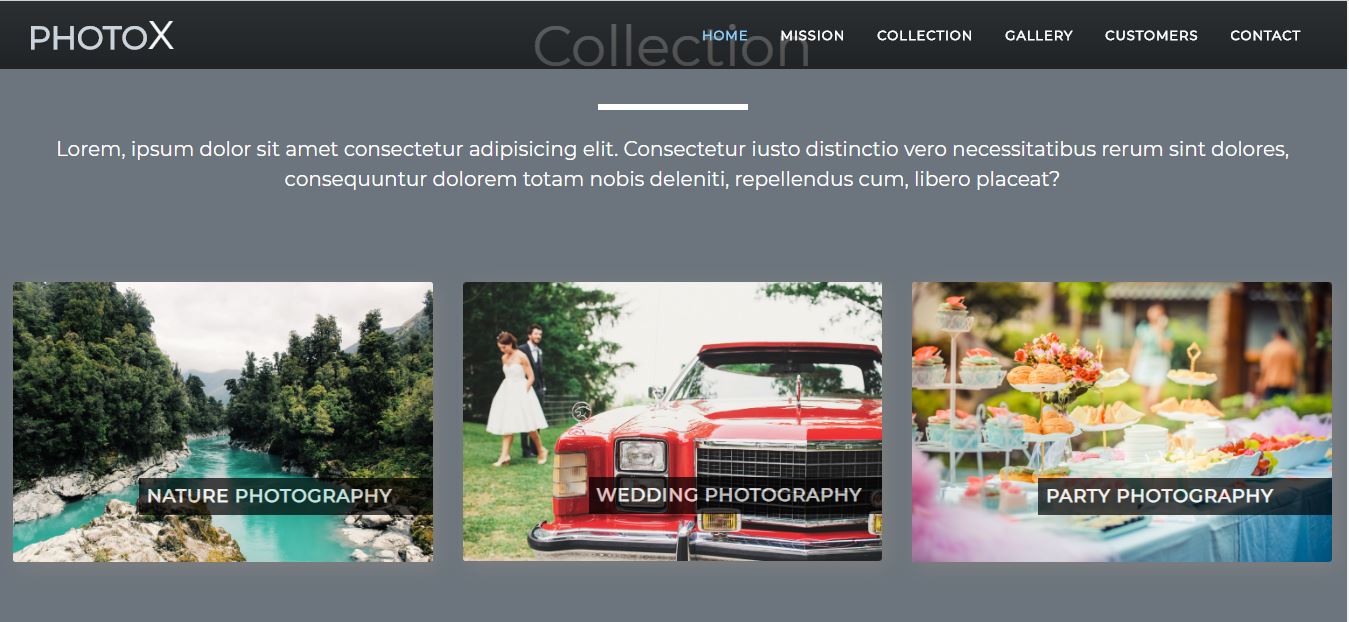 PHOTOX
Collection
HOME MISSION COLLECTION GALLERY CUSTOMERS CONTACT
Lorem, ipsum dolor sit amet consectetur adipisicing elit. Consectetur iusto distinctio vero necessitatibus rerum sint dolores,
consequuntur dolorem totam nobis deleniti, repellendus cum, libero placeat?
NATURE PHOTOGRAPHY
WEDDING PHOTOGRAPHY
PARTY PHOTOGRAPHY